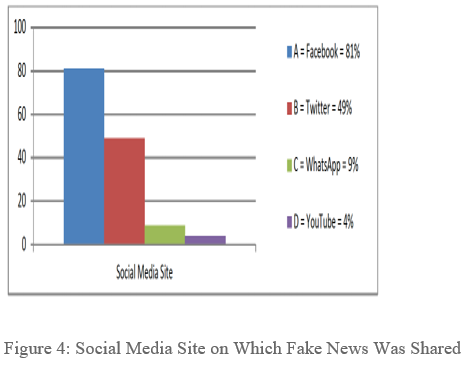 100
80
60
40
20
0
Social Media Site
A = Facebook = 81%
B = Twitter = 49%
C = WhatsApp = 9%
D = YouTube = 4%
Figure 4: Social Media Site on Which Fake News Was Shared